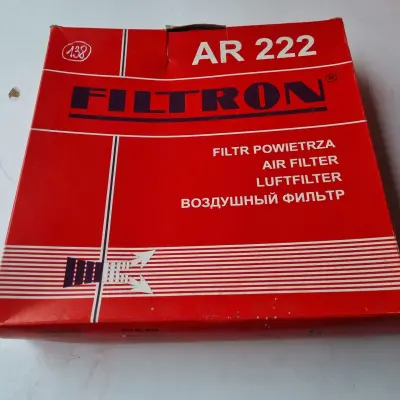 138
AR 222
FILTRON®
FILTR POWIETRZA
AIR FILTER
LUFTFILTER
ВОЗДУШНЫЙ ФИЛЬТР